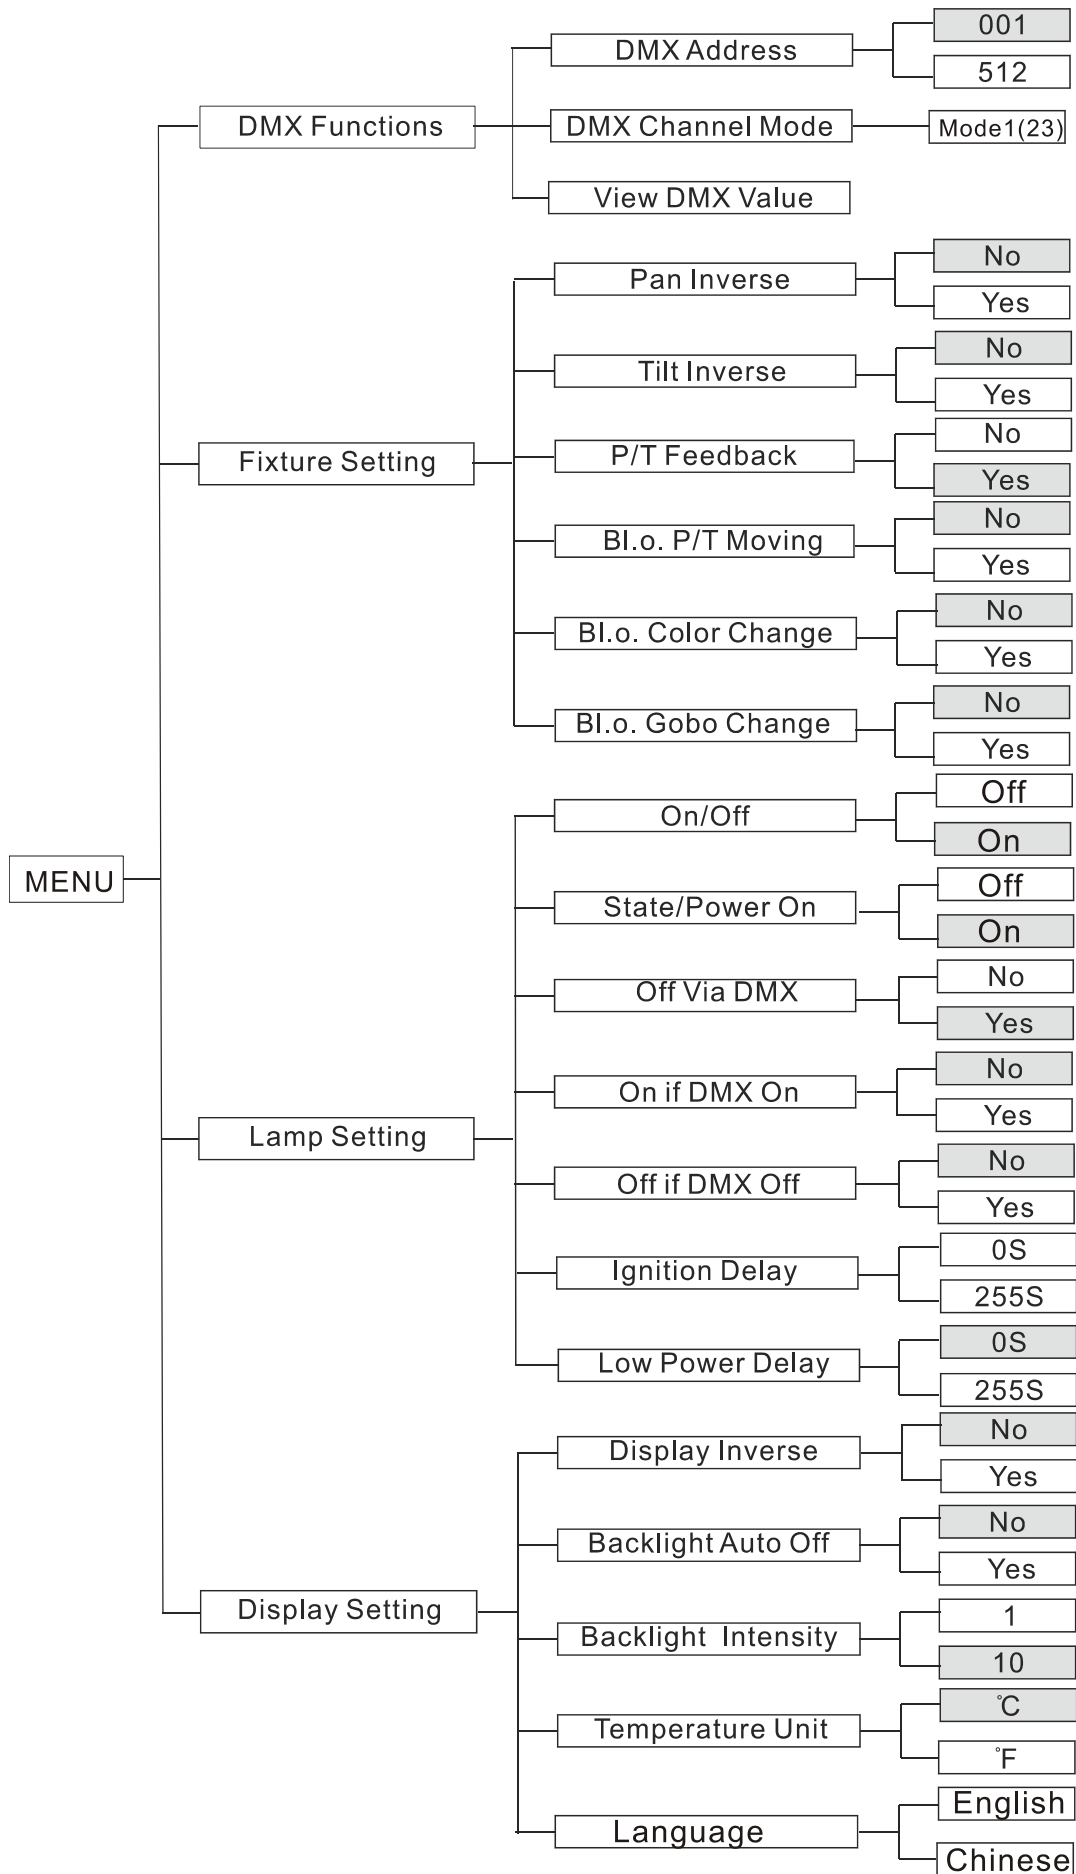 MENU
DMX Functions
DMX Address
001
512
DMX Channel Mode
Mode1(23)
View DMX Value
Fixture Setting
Pan Inverse
No
Yes
Tilt Inverse
No
Yes
P/T Feedback
No
Yes
Bl.o. P/T Moving
No
Yes
Bl.o. Color Change
No
Yes
Bl.o. Gobo Change
No
Yes
Lamp Setting
On/Off
Off
On
State/Power On
Off
On
Off Via DMX
No
Yes
On if DMX On
No
Yes
Off if DMX Off
No
Yes
Ignition Delay
0S
255S
Low Power Delay
0S
255S
Display Setting
Display Inverse
No
Yes
Backlight Auto Off
No
Yes
Backlight Intensity
1
10
Temperature Unit
℃
℉
Language
English
Chinese